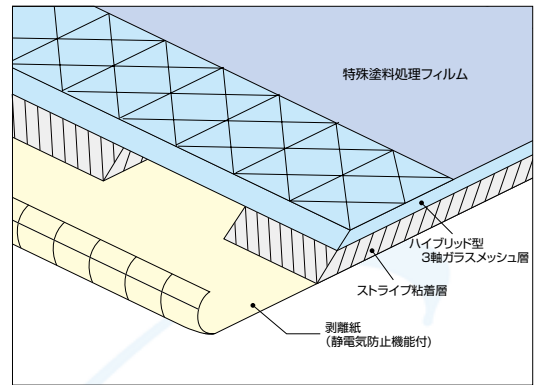 特殊塗料処理フィルム
ハイブリッド型
3軸ガラスメッシュ層
ストライプ粘着層
剥離紙
（静電気防止機能付）